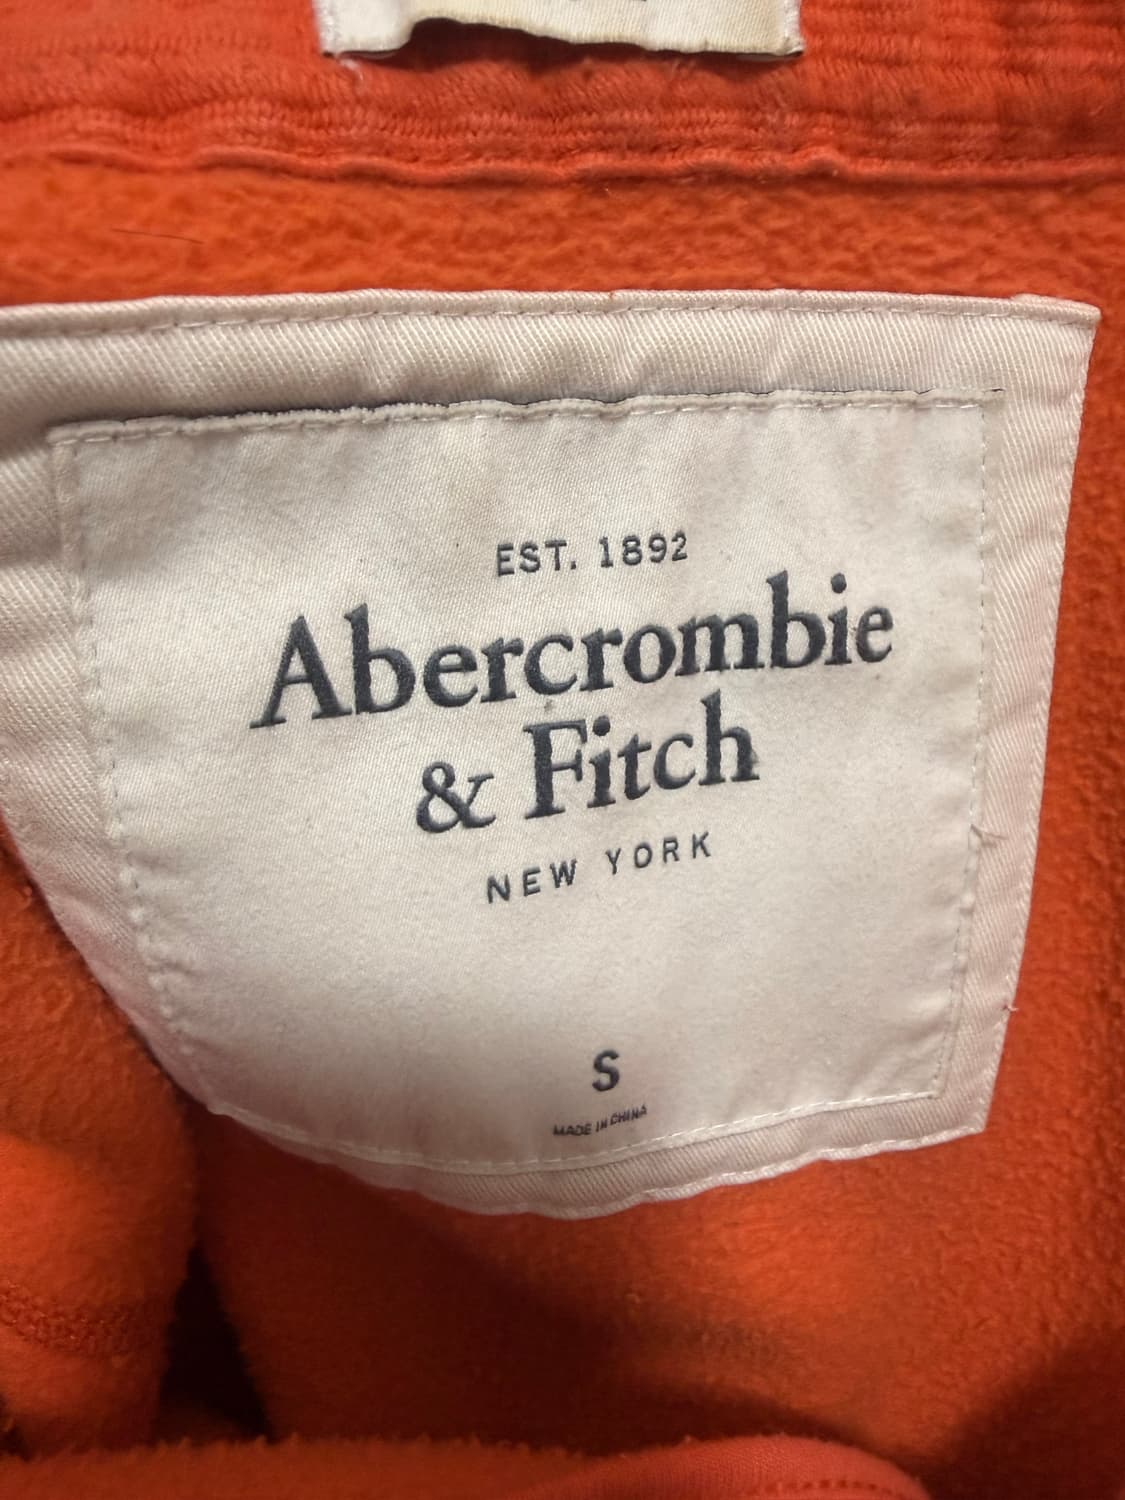 EST. 1892
Abercrombie
& Fitch
NEW YORK
S
MADE IN CHINA